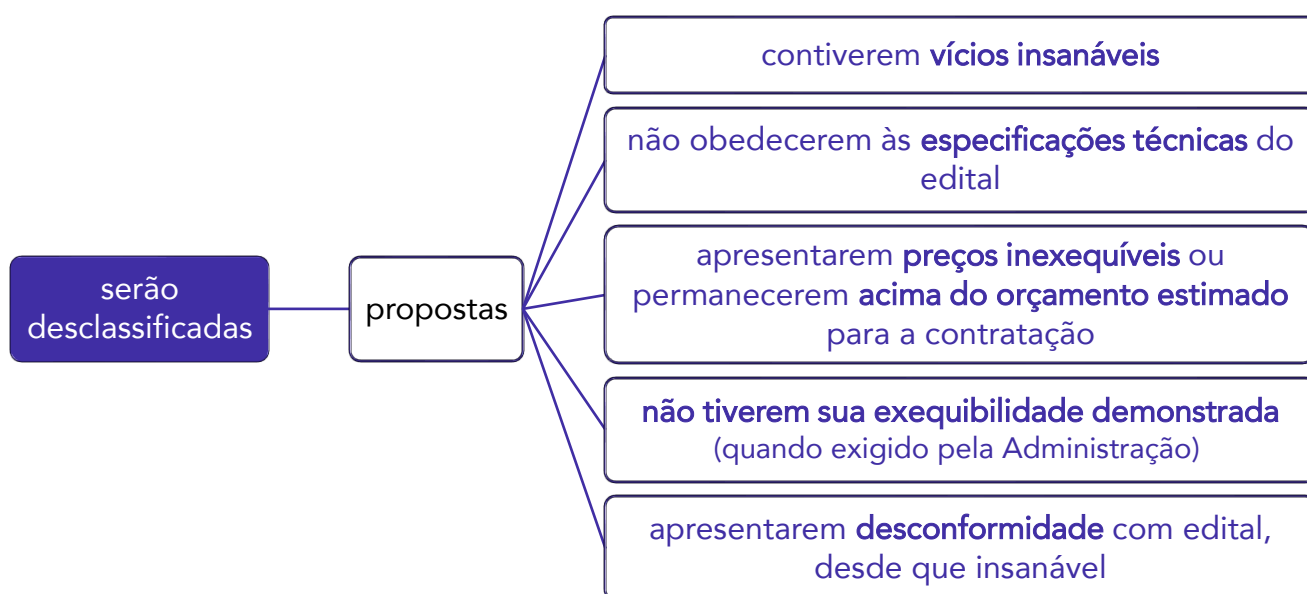 serão
desclassificadas
propostas
contiverem vícios insanáveis
não obedecerem às especificações técnicas do
edital
apresentarem preços inexequíveis ou
permanecerem acima do orçamento estimado
para a contratação
não tiverem sua exequibilidade demonstrada
(quando exigido pela Administração)
apresentarem desconformidade com edital,
desde que insanável